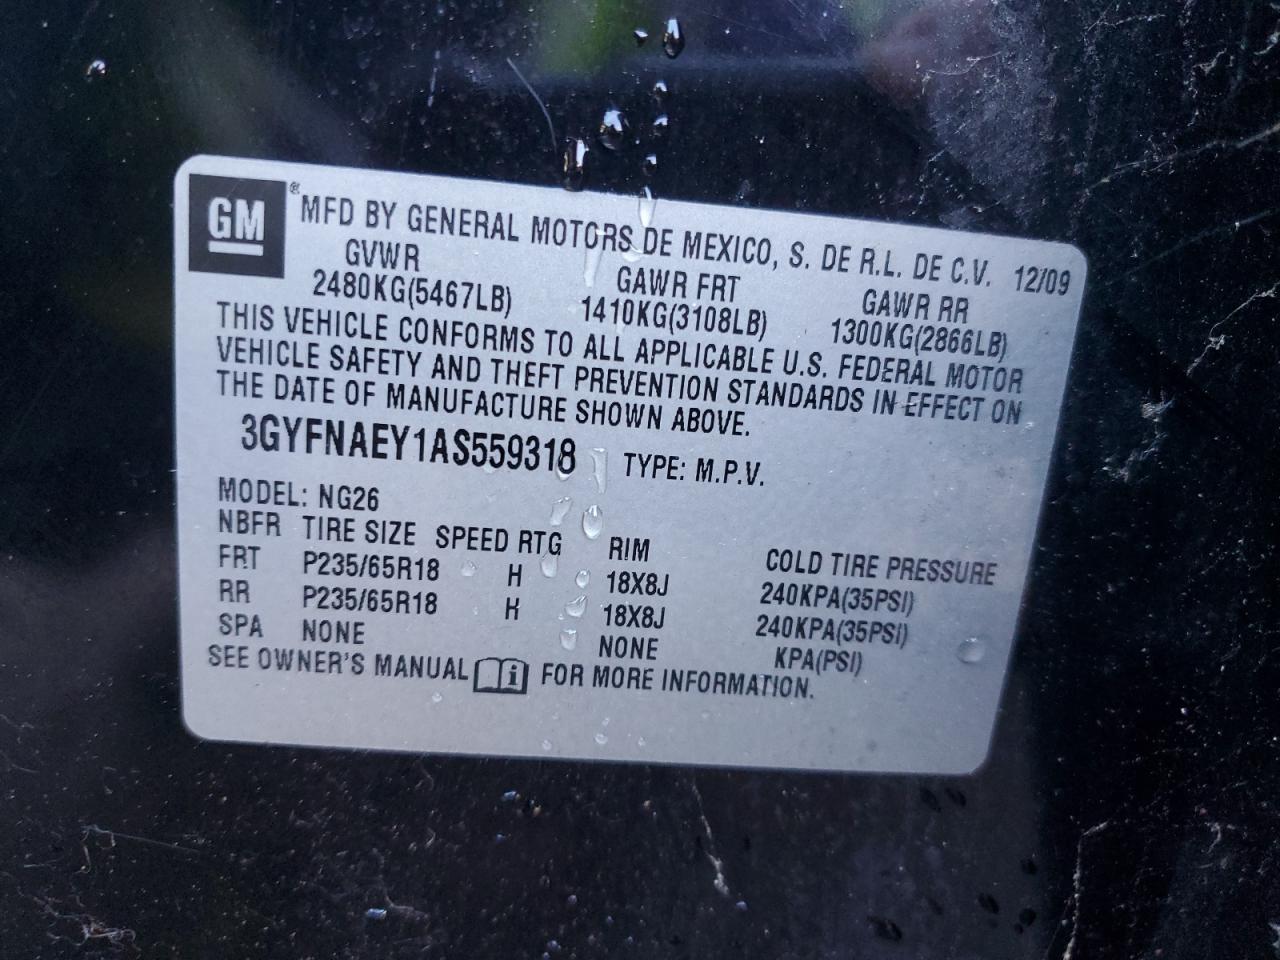 GM ® MFD BY GENERAL MOTORS DE MEXICO, S. DE R.L. DE C.V. 12/09
GVWR GAWR FRT GAWR RR
2480KG(5467LB) 1410KG(3108LB) 1300KG(2866LB)
THIS VEHICLE CONFORMS TO ALL APPLICABLE U.S. FEDERAL MOTOR
VEHICLE SAFETY AND THEFT PREVENTION STANDARDS IN EFFECT ON
THE DATE OF MANUFACTURE SHOWN ABOVE.
3GYFNAEY1AS559318 TYPE: M.P.V.
MODEL: NG26
NBFR TIRE SIZE SPEED RTG RIM COLD TIRE PRESSURE
FRT P235/65R18 H 18X8J 240KPA(35PSI)
RR P235/65R18 H 18X8J 240KPA(35PSI)
SPA NONE NONE KPA(PSI)
SEE OWNER'S MANUAL i FOR MORE INFORMATION.